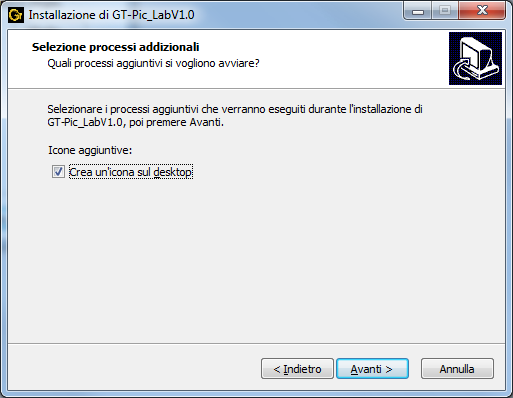 GT Installazione di GT-Pic_LabV1.0
Selezione processi addizionali
Quali processi aggiuntivi si vogliono avviare?
Selezionare i processi aggiuntivi che verranno eseguiti durante l'installazione di
GT-Pic_LabV1.0, poi premere Avanti.
Icone aggiuntive:
Crea un'icona sul desktop
< Indietro Avanti > Annulla